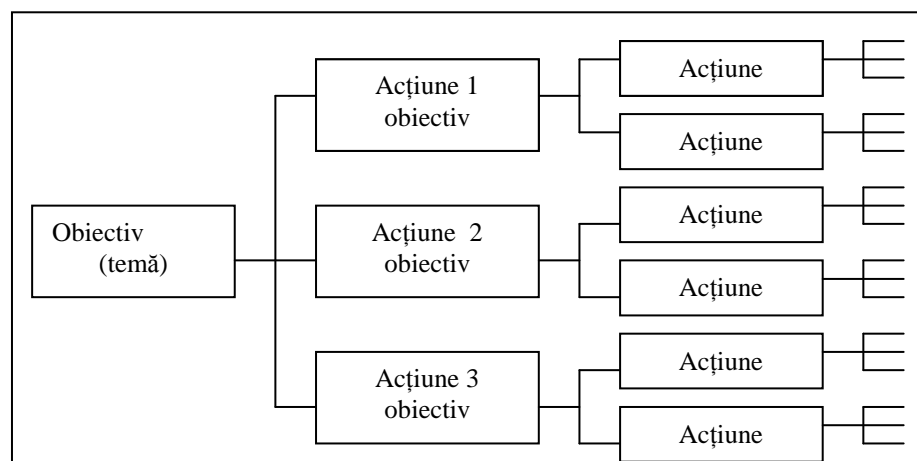 Obiectiv
(temă)
Acțiune 1
obiectiv
Acțiune 2
obiectiv
Acțiune 3
obiectiv
Acțiune
Acțiune
Acțiune
Acțiune
Acțiune
Acțiune